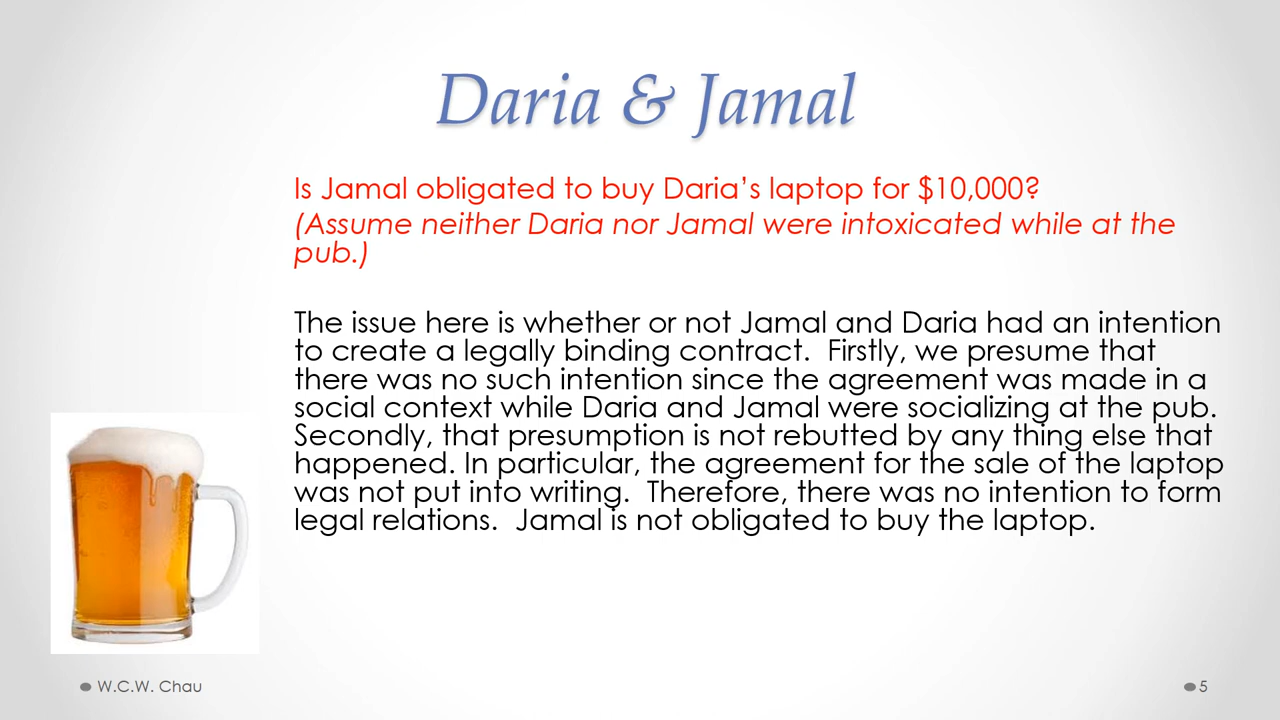 Daria & Jamal
Is Jamal obligated to buy Daria’s laptop for $10,000?
(Assume neither Daria nor Jamal were intoxicated while at the
pub.)
The issue here is whether or not Jamal and Daria had an intention
to create a legally binding contract.  Firstly, we presume that
there was no such intention since the agreement was made in a
social context while Daria and Jamal were socializing at the pub.
Secondly, that presumption is not rebutted by any thing else that
happened. In particular, the agreement for the sale of the laptop
was not put into writing.  Therefore, there was no intention to form
legal relations.  Jamal is not obligated to buy the laptop.
W.C.W. Chau
5